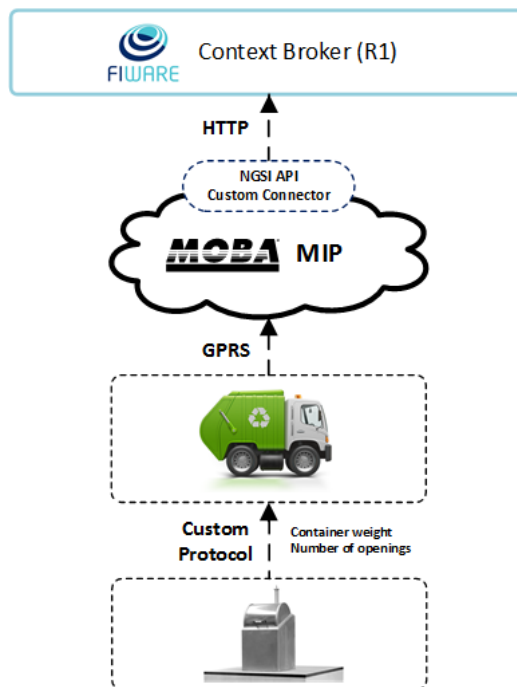 FIWARE
Context Broker (R1)
HTTP
NGSI API
Custom Connector
MOBA MIP
GPRS
Custom
Protocol
Container weight
Number of openings